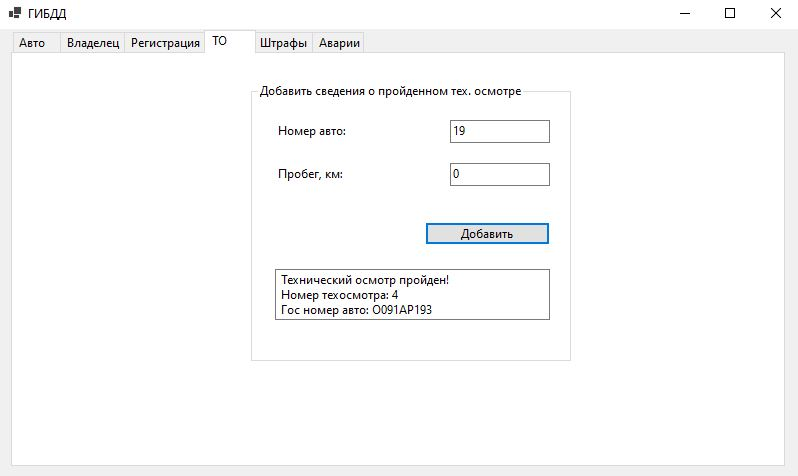 ГИБДД
Авто Владелец Регистрация ТО Штрафы Аварии
Добавить сведения о пройденном тех. осмотре
Номер авто: 19
Пробег, км: 0
Добавить
Технический осмотр пройден!
Номер техосмотра: 4
Гос номер авто: О091АР193